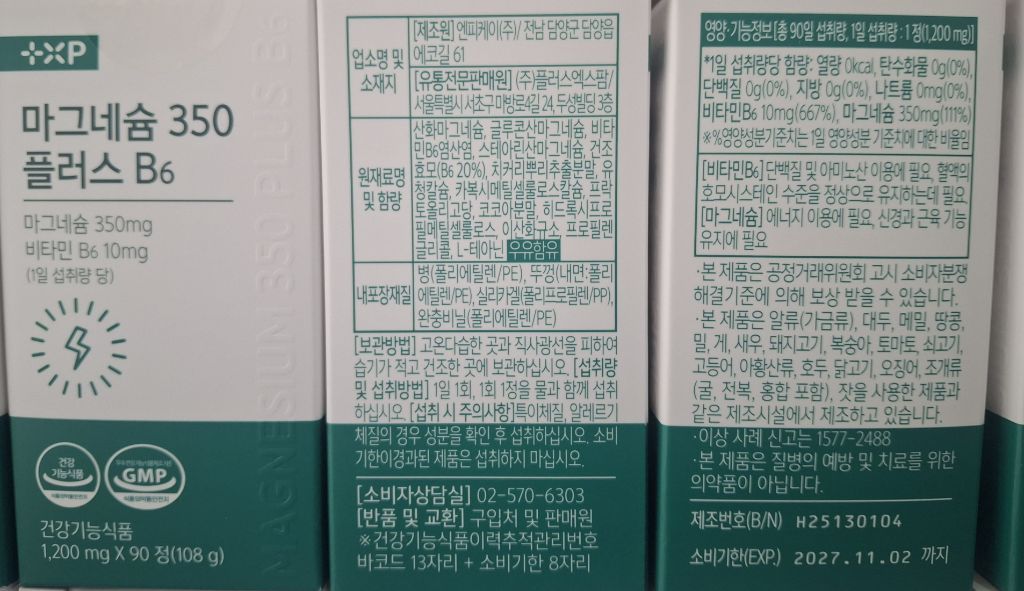 +XP
마그네슘 350
플러스 B6
마그네슘 350mg
비타민 B6 10mg
(1일 섭취량 당)
MAGNESIUM 350 PLUS B6
건강
기능식품
식품의약품안전처
GMP
식품의약품안전처
건강기능식품
1,200 mg X 90 정(108 g)
업소명 및
소재지
[제조원] 엔피케이(주)/ 전남 담양군 담양읍
에코길 61
[유통전문판매원] (주)플러스엑스팜/
서울특별시 서초구 마방로4길 24, 두성빌딩 3층
원재료명
및 함량
산화마그네슘, 글루콘산마그네슘, 비타
민B6염산염, 스테아린산마그네슘, 건조
효모(B6 20%), 치커리뿌리추출분말, 유
청칼슘, 카복시메틸셀룰로스칼슘, 프락
토올리고당, 코코아분말, 히드록시프로
필메틸셀룰로스, 이산화규소, 프로필렌
글리콜, L-테아닌 우유함유
내포장재질
병(폴리에틸렌/PE), 뚜껑(내면:폴리
에틸렌/PE), 실리카겔(폴리프로필렌/PP),
완충비닐(폴리에틸렌/PE)
[보관방법] 고온다습한 곳과 직사광선을 피하여
습기가 적고 건조한 곳에 보관하십시오. [섭취량
및 섭취방법] 1일 1회, 1회 1정을 물과 함께 섭취
하십시오. [섭취 시 주의사항]특이체질, 알레르기
체질의 경우 성분을 확인 후 섭취하십시오. 소비
기한이경과된 제품은 섭취하지 마십시오.
[소비자상담실] 02-570-6303
[반품 및 교환] 구입처 및 판매원
※건강기능식품이력추적관리번호
바코드 13자리 + 소비기한 8자리
영양·기능정보 [총 90일 섭취량, 1일 섭취량 : 1정(1,200 mg)]
*1일 섭취량당 함량: 열량 0kcal, 탄수화물 0g(0%),
단백질 0g(0%), 지방 0g(0%), 나트륨 0mg(0%),
비타민B6 10mg(667%), 마그네슘 350mg(111%)
※%영양성분기준치는 1일 영양성분 기준치에 대한 비율임
[비타민B6] 단백질 및 아미노산 이용에 필요, 혈액의
호모시스테인 수준을 정상으로 유지하는데 필요
[마그네슘] 에너지 이용에 필요, 신경과 근육 기능
유지에 필요
·본 제품은 공정거래위원회 고시 소비자분쟁
해결기준에 의해 보상 받을 수 있습니다.
·본 제품은 알류(가금류), 대두, 메밀, 땅콩,
밀, 게, 새우, 돼지고기, 복숭아, 토마토, 쇠고기,
고등어, 아황산류, 호두, 닭고기, 오징어, 조개류
(굴, 전복, 홍합 포함), 잣을 사용한 제품과
같은 제조시설에서 제조하고 있습니다.
·이상 사례 신고는 1577-2488
·본 제품은 질병의 예방 및 치료를 위한
의약품이 아닙니다.
제조번호(B/N) H25130104
소비기한(EXP.) 2027.11.02 까지